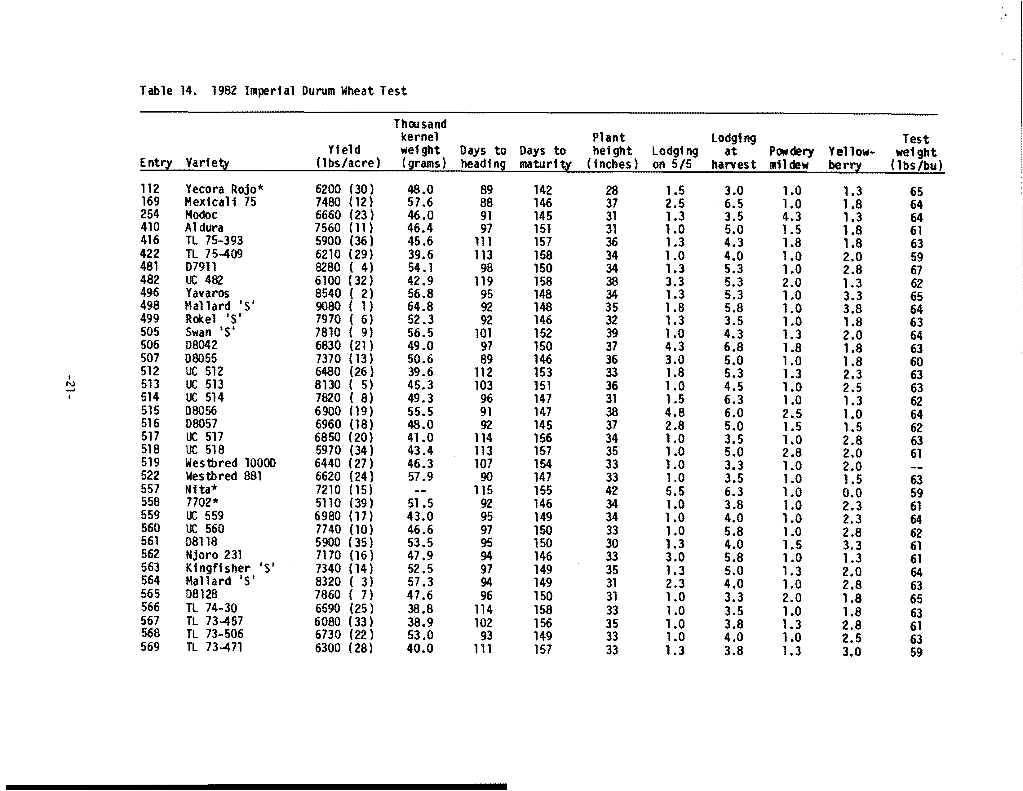 Table 14. 1982 Imperial Durum Wheat Test
Thousand
kernel Plant Lodging Test
Yield weight Days to Days to height Lodging at Powdery Yellow- weight
Entry Variety (lbs/acre) (grams) heading maturity (inches) on 5/5 harvest mildew berry (lbs/bu)
112 Yecora Rojo* 6200 (30) 48.0 89 142 28 1.5 3.0 1.0 1.3 65
169 Mexicali 75 7480 (12) 57.6 88 146 37 2.5 6.5 1.0 1.8 64
254 Modoc 6660 (23) 46.0 91 145 31 1.3 3.5 4.3 1.3 64
410 Aldura 7560 (11) 46.4 97 151 31 1.0 5.0 1.5 1.8 61
416 TL 75-393 5900 (36) 45.6 111 157 36 1.3 4.3 1.8 1.8 63
422 TL 75-409 6210 (29) 39.6 113 158 34 1.0 4.0 1.0 2.0 59
481 D7911 8280 ( 4) 54.1 98 150 34 1.3 5.3 1.0 2.8 67
482 UC 482 6100 (32) 42.9 119 158 38 3.3 5.3 2.0 1.3 62
496 Yavaros 8540 ( 2) 56.8 95 148 34 1.3 5.3 1.0 3.3 65
498 Mallard 'S' 9080 ( 1) 64.8 92 148 35 1.8 5.8 1.0 3.8 64
499 Rokel 'S' 7970 ( 6) 52.3 92 146 32 1.3 3.5 1.0 1.8 63
505 Swan 'S' 7810 ( 9) 56.5 101 152 39 1.0 4.3 1.3 2.0 64
506 D8042 6830 (21) 49.0 97 150 37 4.3 6.8 1.8 1.8 63
507 D8055 7370 (13) 50.6 89 146 36 3.0 5.0 1.0 1.8 60
512 UC 512 6480 (26) 39.6 112 153 33 1.8 5.3 1.3 2.3 63
513 UC 513 8130 ( 5) 45.3 103 151 36 1.0 4.5 1.0 2.5 63
514 UC 514 7820 ( 8) 49.3 96 147 31 1.5 6.3 1.0 1.3 62
515 D8056 6900 (19) 55.5 91 147 38 4.8 6.0 2.5 1.0 64
516 D8057 6960 (18) 48.0 92 145 37 2.8 5.0 1.5 1.5 62
517 UC 517 6850 (20) 41.0 114 156 34 1.0 3.5 1.0 2.8 63
518 UC 518 5970 (34) 43.4 113 157 35 1.0 5.0 2.8 2.0 61
519 Westbred 1000D 6440 (27) 46.3 107 154 33 1.0 3.3 1.0 2.0 --
522 Westbred 881 6620 (24) 57.9 90 147 33 1.0 3.5 1.0 1.5 63
557 Nita* 7210 (15) -- 115 155 42 5.5 6.3 1.0 0.0 59
558 7702* 5110 (39) 51.5 92 146 34 1.0 3.8 1.0 2.3 61
559 UC 559 6980 (17) 43.0 95 149 34 1.0 4.0 1.0 2.3 64
560 UC 560 7740 (10) 46.6 97 150 33 1.0 5.8 1.0 2.8 62
561 D8118 5900 (35) 53.5 95 150 30 1.3 4.0 1.5 3.3 61
562 Njoro 231 7170 (16) 47.9 94 146 33 3.0 5.8 1.0 1.3 61
563 Kingfisher 'S' 7340 (14) 52.5 97 149 35 1.3 5.0 1.3 2.0 64
564 Mallard 'S' 8320 ( 3) 57.3 94 149 31 2.3 4.0 1.0 2.8 63
565 D8128 7860 ( 7) 47.6 96 150 31 1.0 3.3 2.0 1.8 65
566 TL 74-30 6590 (25) 38.8 114 158 33 1.0 3.5 1.0 1.8 63
567 TL 73-457 6080 (33) 38.9 102 156 35 1.0 3.8 1.3 2.8 61
568 TL 73-506 6730 (22) 53.0 93 149 33 1.0 4.0 1.0 2.5 63
569 TL 73-471 6300 (28) 40.0 111 157 33 1.3 3.8 1.3 3.0 59
-21-